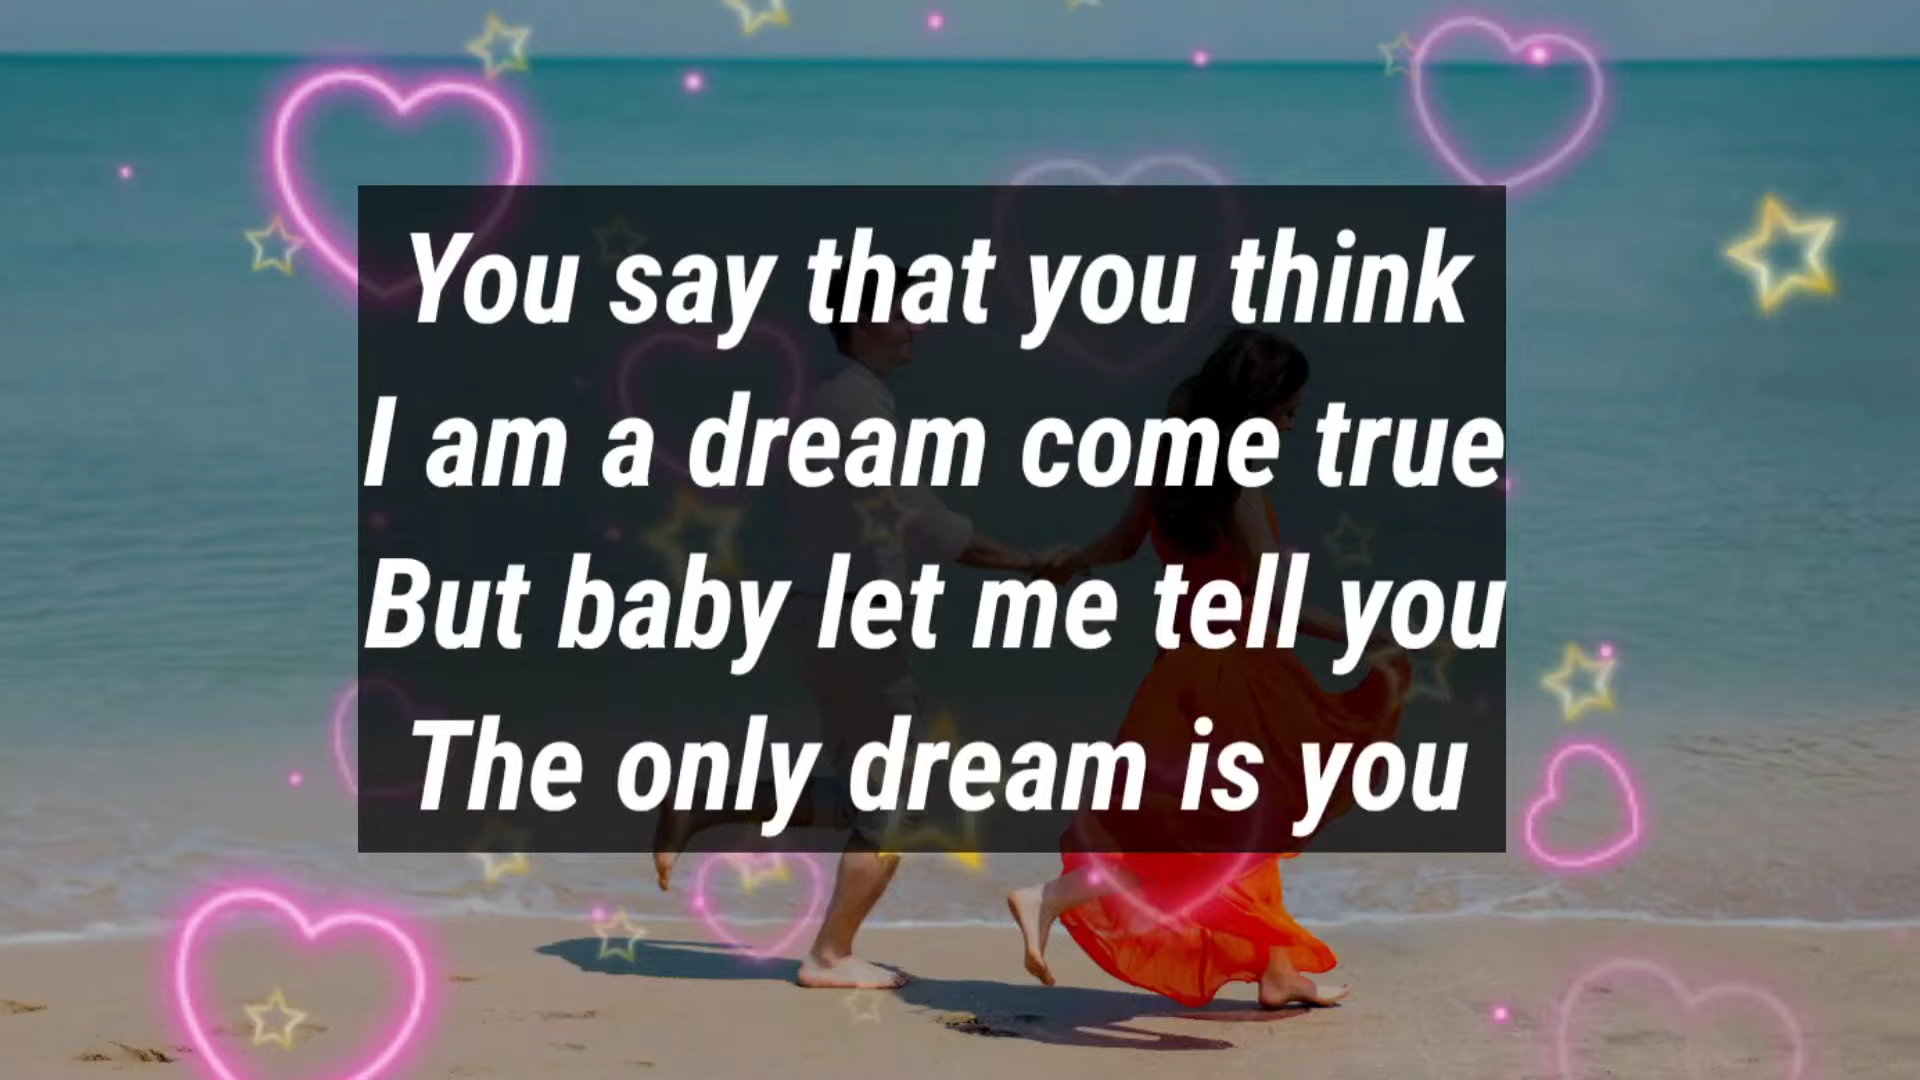 You say that you think
I am a dream come true
But baby let me tell you
The only dream is you